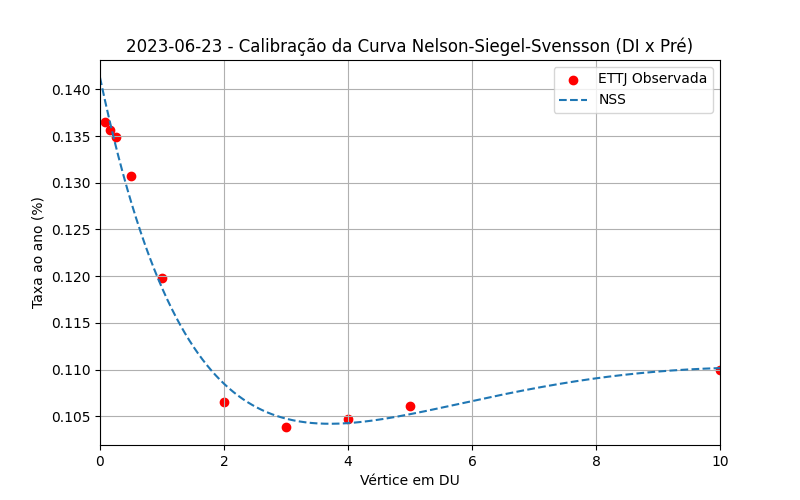 2023-06-23 - Calibração da Curva Nelson-Siegel-Svensson (DI x Pré)
ETTJ Observada
NSS
Taxa ao ano (%)
0.140
0.135
0.130
0.125
0.120
0.115
0.110
0.105
0 2 4 6 8 10
Vértice em DU